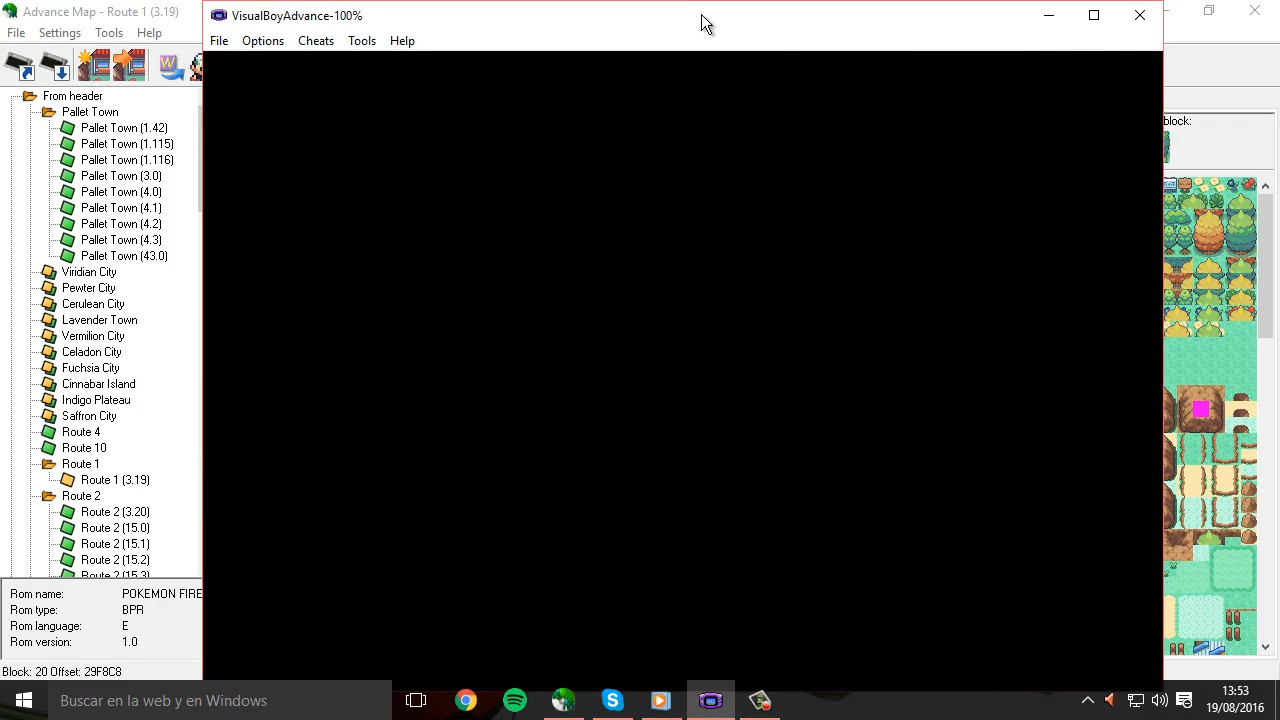 Advance Map - Route 1 (3.19)
File Settings Tools Help
VisualBoyAdvance-100%
File Options Cheats Tools Help
From header
Pallet Town
Pallet Town (1.42)
Pallet Town (1.115)
Pallet Town (1.116)
Pallet Town (3.0)
Pallet Town (4.0)
Pallet Town (4.1)
Pallet Town (4.2)
Pallet Town (4.3)
Pallet Town (43.0)
Viridian City
Pewter City
Cerulean City
Lavender Town
Vermilion City
Celadon City
Fuchsia City
Cinnabar Island
Indigo Plateau
Saffron City
Route 4
Route 10
Route 1
Route 1 (3.19)
Route 2
Route 2 (3.20)
Route 2 (15.0)
Route 2 (15.1)
Route 2 (15.2)
Route 2 (15.3)
block:
Rom name: POKEMON FIRE
Rom type: BPR
Rom language: E
Rom version: 1.0
Block: 20 Offset: 29F8C8
Buscar en la web y en Windows
13:53
19/08/2016